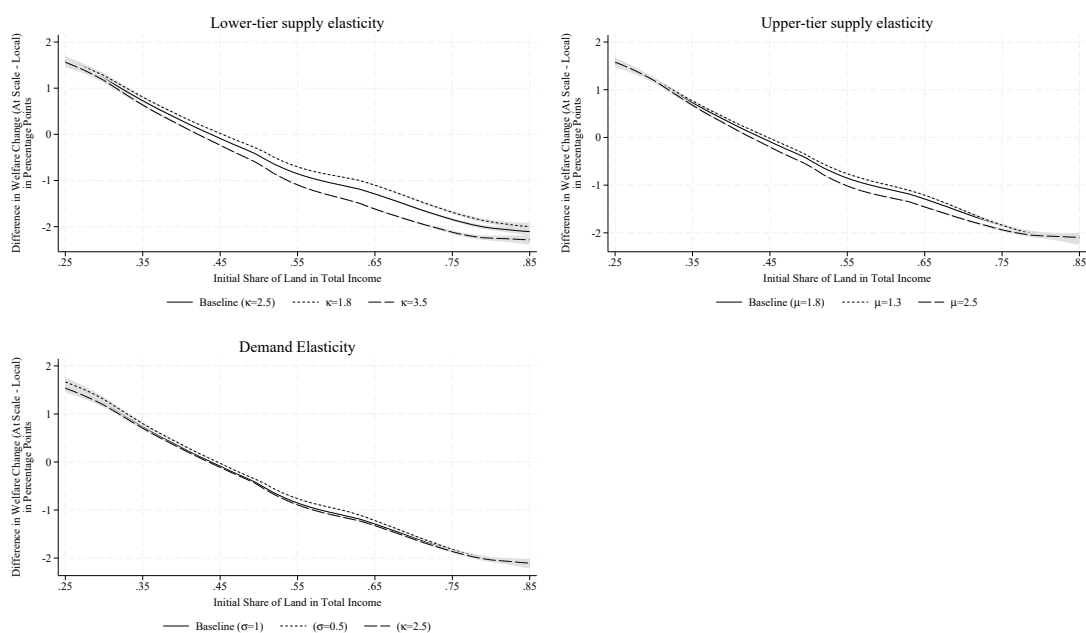 Lower-tier supply elasticity
Difference in Welfare Change (At Scale - Local)
in Percentage Points
2
1
0
-1
-2
.25 .35 .45 .55 .65 .75 .85
Initial Share of Land in Total Income
Baseline (κ=2.5) κ=1.8 κ=3.5
Upper-tier supply elasticity
Difference in Welfare Change (At Scale - Local)
in Percentage Points
2
1
0
-1
-2
.25 .35 .45 .55 .65 .75 .85
Initial Share of Land in Total Income
Baseline (μ=1.8) μ=1.3 μ=2.5
Demand Elasticity
Difference in Welfare Change (At Scale - Local)
in Percentage Points
2
1
0
-1
-2
.25 .35 .45 .55 .65 .75 .85
Initial Share of Land in Total Income
Baseline (σ=1) (σ=0.5) (κ=2.5)